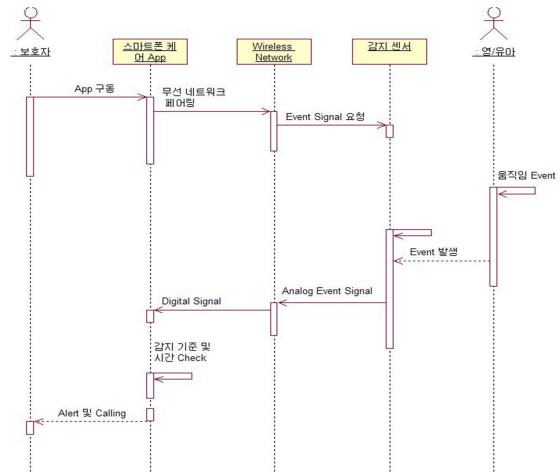 스마트폰 케
어 App
Wireless
Network
감지 센서
: 보호자
: 영/유아
App 구동
무선 네트워크
페어링
Event Signal 요청
움직임 Event
Event 발생
Analog Event Signal
Digital Signal
감지 기준 및
시간 Check
Alert 및 Calling